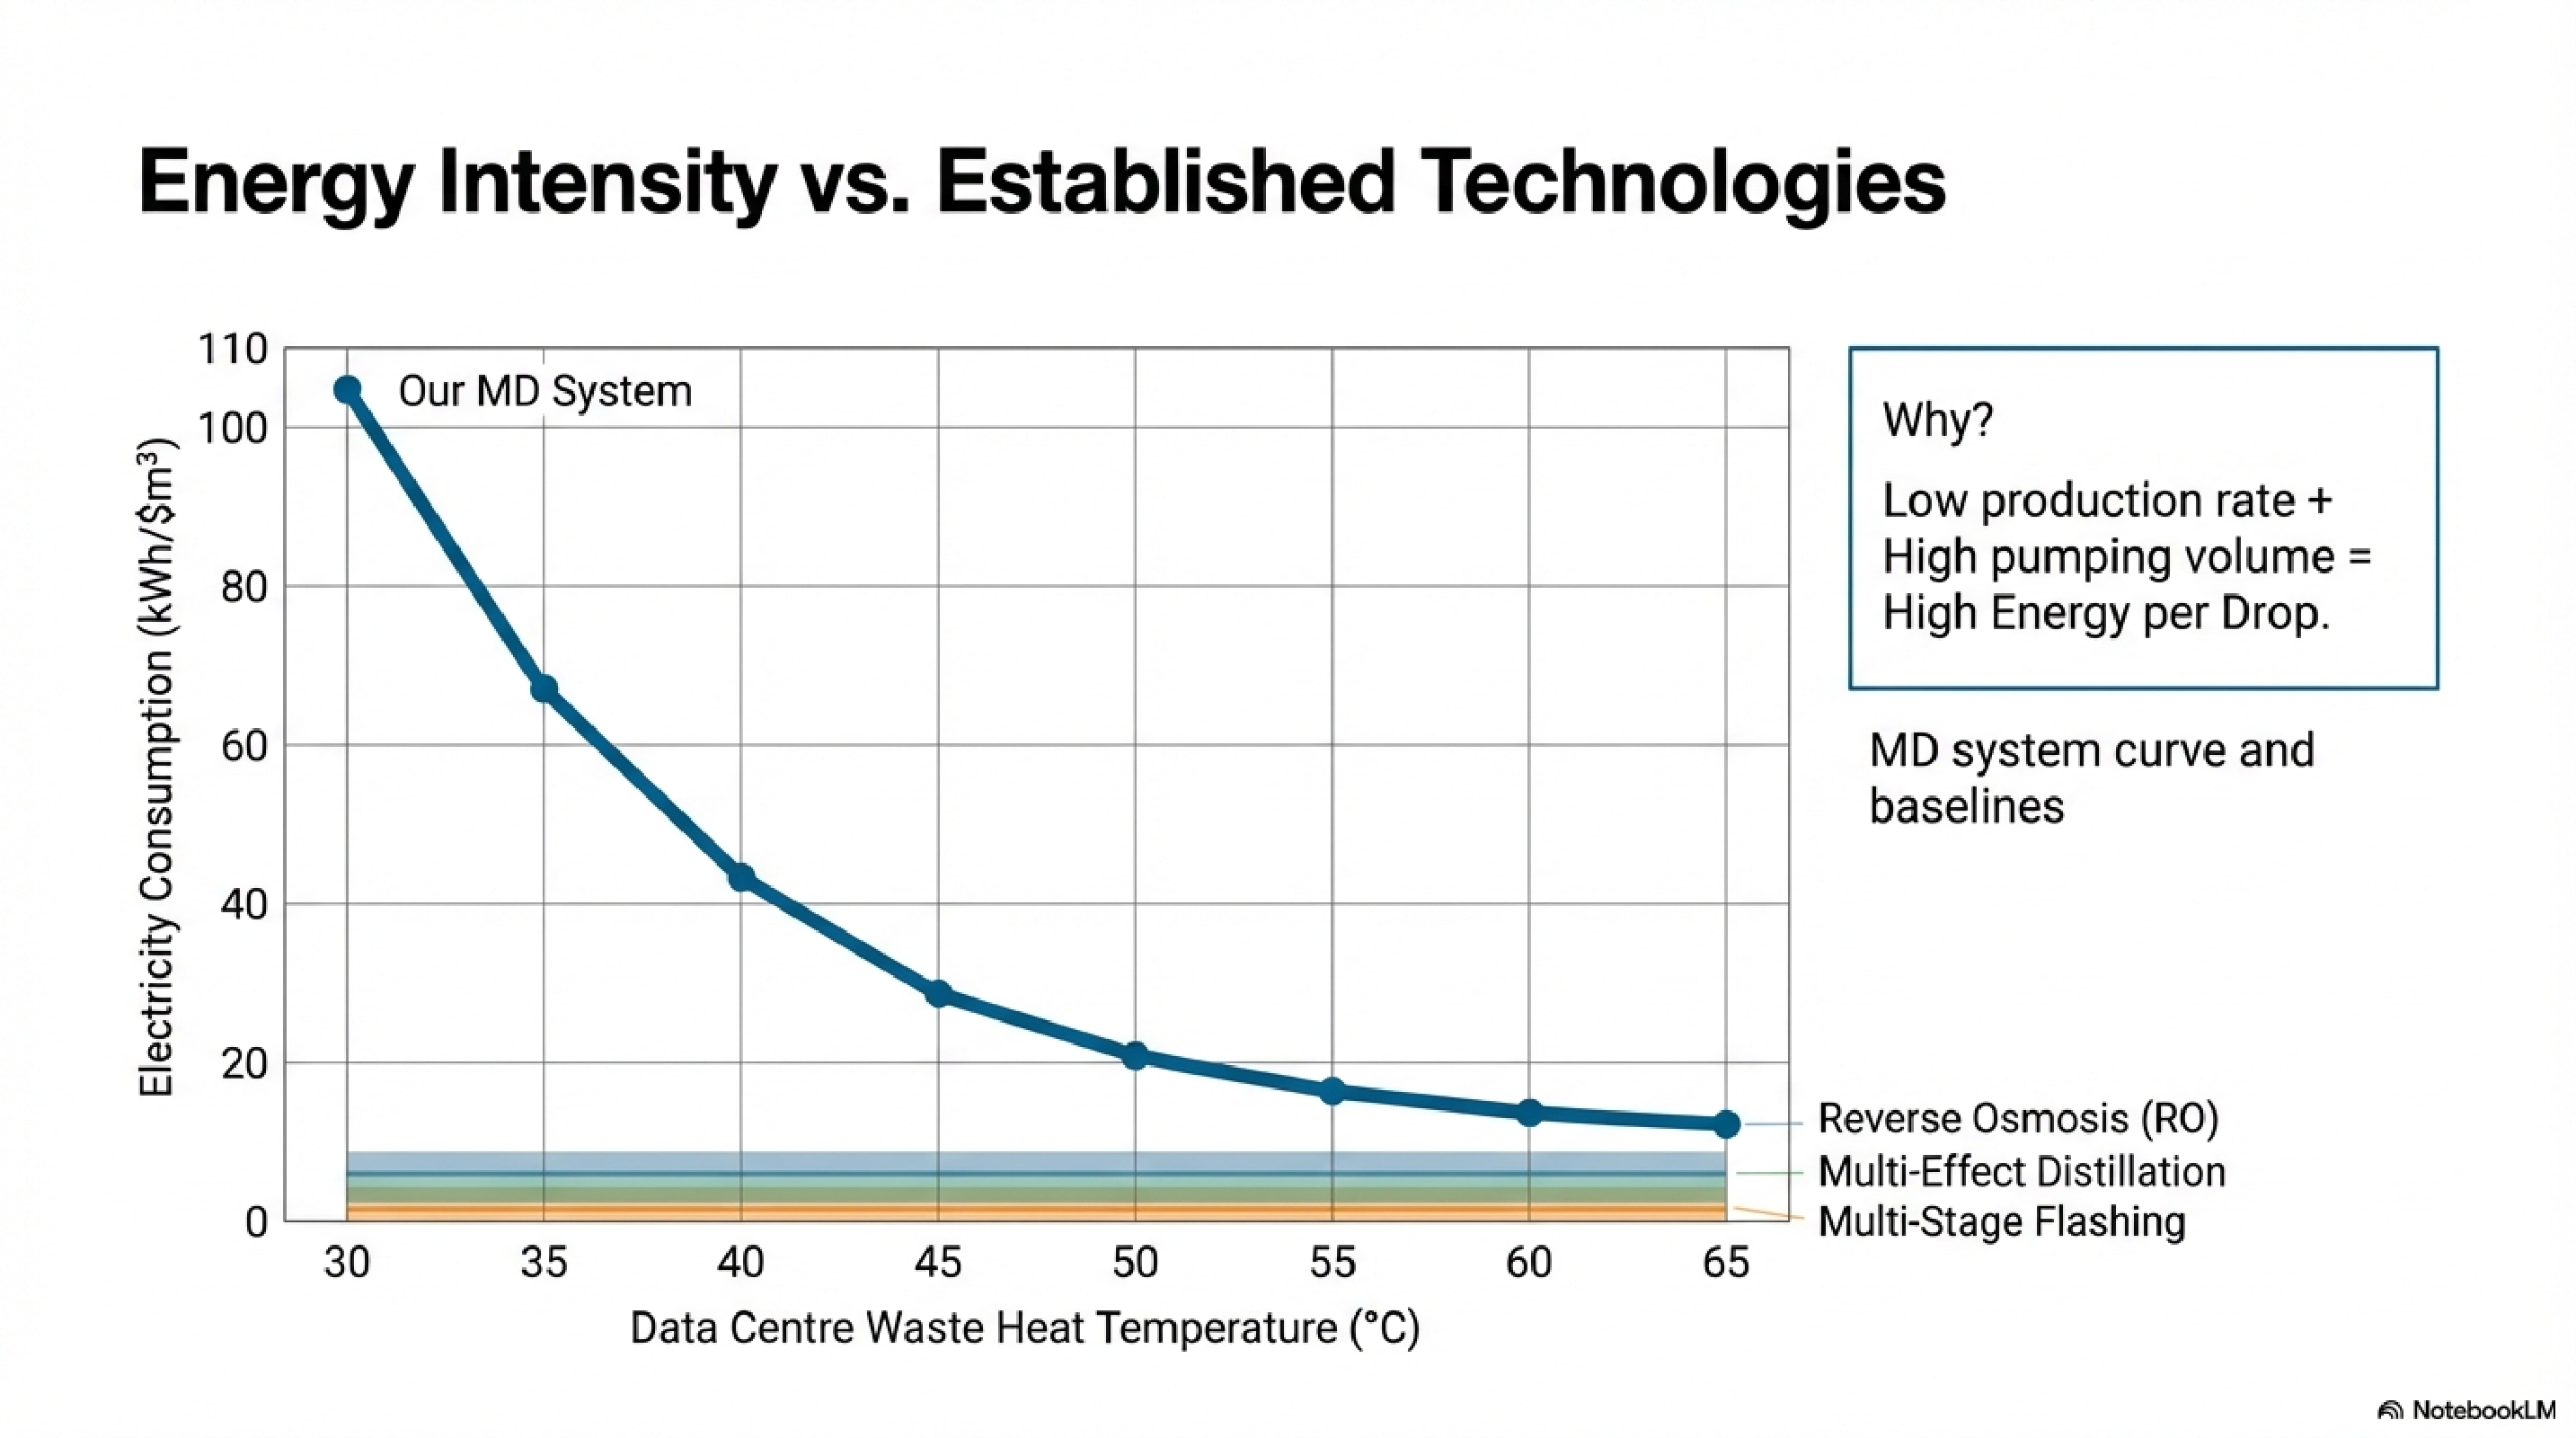 Energy Intensity vs. Established Technologies
110
100
80
60
40
20
0
Electricity Consumption (kWh/$m³)
Our MD System
30 35 40 45 50 55 60 65
Data Centre Waste Heat Temperature (°C)
Why?
Low production rate +
High pumping volume =
High Energy per Drop.
MD system curve and
baselines
Reverse Osmosis (RO)
Multi-Effect Distillation
Multi-Stage Flashing
NotebookLM